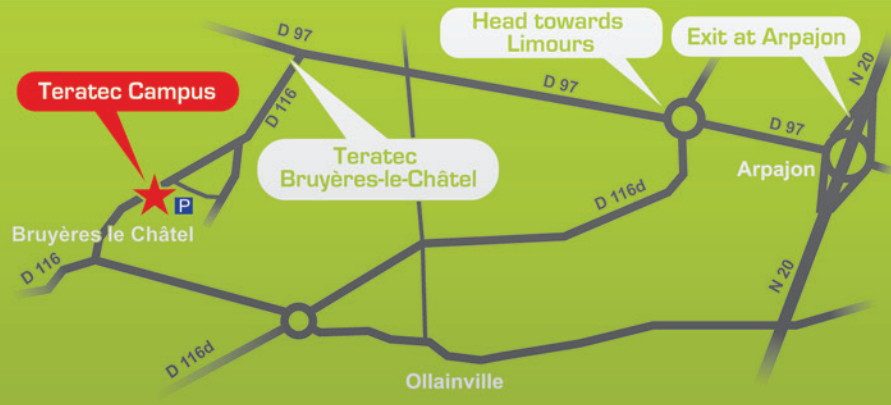 D 97
Head towards
Limours
Exit at Arpajon
N 20
Teratec Campus
D 116
D 97
D 97
Teratec
Bruyères-le-Châtel
Arpajon
D 116d
P
Bruyères le Châtel
D 116
N 20
D 116d
Ollainville